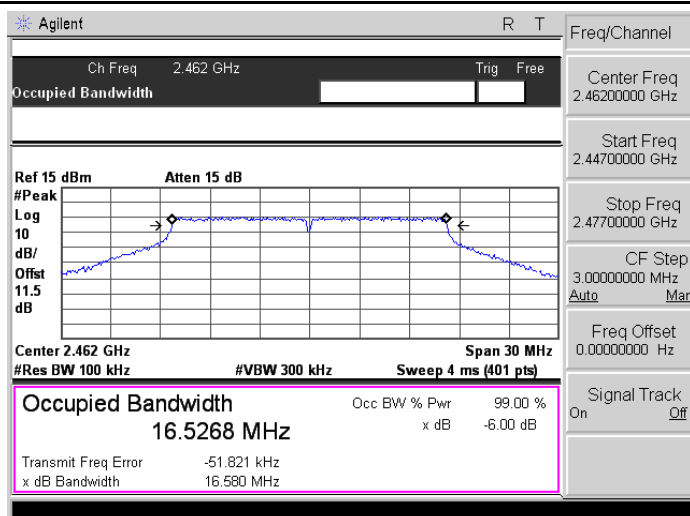 Agilent R T
Freq/Channel
Ch Freq 2.462 GHz Trig Free
Occupied Bandwidth
Center Freq
2.46200000 GHz
Start Freq
2.44700000 GHz
Stop Freq
2.47700000 GHz
CF Step
3.00000000 MHz
Auto Man
Freq Offset
0.00000000 Hz
Signal Track
On Off
Ref 15 dBm Atten 15 dB
#Peak
Log
10
dB/
Offst
11.5
dB
Center 2.462 GHz Span 30 MHz
#Res BW 100 kHz #VBW 300 kHz Sweep 4 ms (401 pts)
Occupied Bandwidth Occ BW % Pwr 99.00 %
16.5268 MHz x dB -6.00 dB
Transmit Freq Error -51.821 kHz
x dB Bandwidth 16.580 MHz